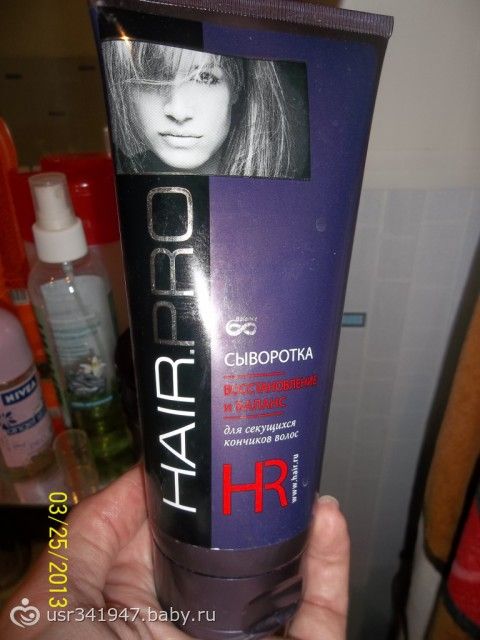 HAIR.PRO
Balance
СЫВОРОТКА
ВОССТАНОВЛЕНИЕ
И БАЛАНС
для секущихся
кончиков волос
HR
www.hair.ru
NIVEA
03/25/2013
usr341947.baby.ru